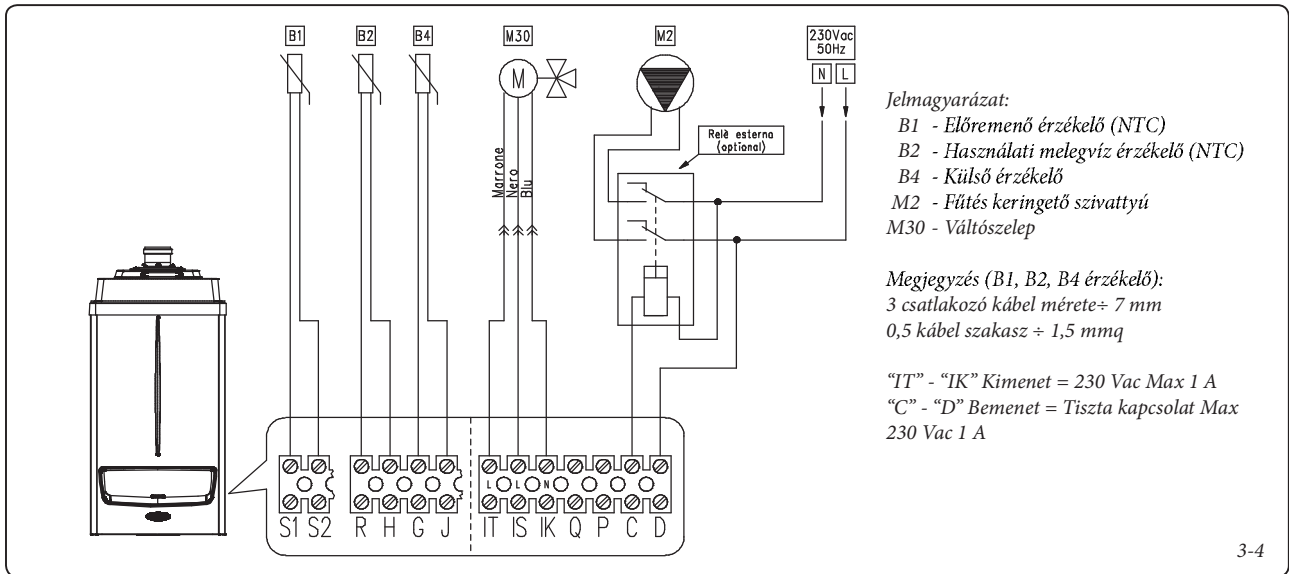 B1 B2 B4 M30 M2 230Vac
50Hz
N L
M
Relè esterna
(optional)
Marrone
Nero
Blu
L L N
S1 S2 R H G J IT IS IK Q P C D
Jelmagyarázat:
B1 - Előremenő érzékelő (NTC)
B2 - Használati melegvíz érzékelő (NTC)
B4 - Külső érzékelő
M2 - Fűtés keringető szivattyú
M30 - Váltószelep
Megjegyzés (B1, B2, B4 érzékelő):
3 csatlakozó kábel mérete÷ 7 mm
0,5 kábel szakasz ÷ 1,5 mmq
“IT” - “IK” Kimenet = 230 Vac Max 1 A
“C” - “D” Bemenet = Tiszta kapcsolat Max
230 Vac 1 A
3-4